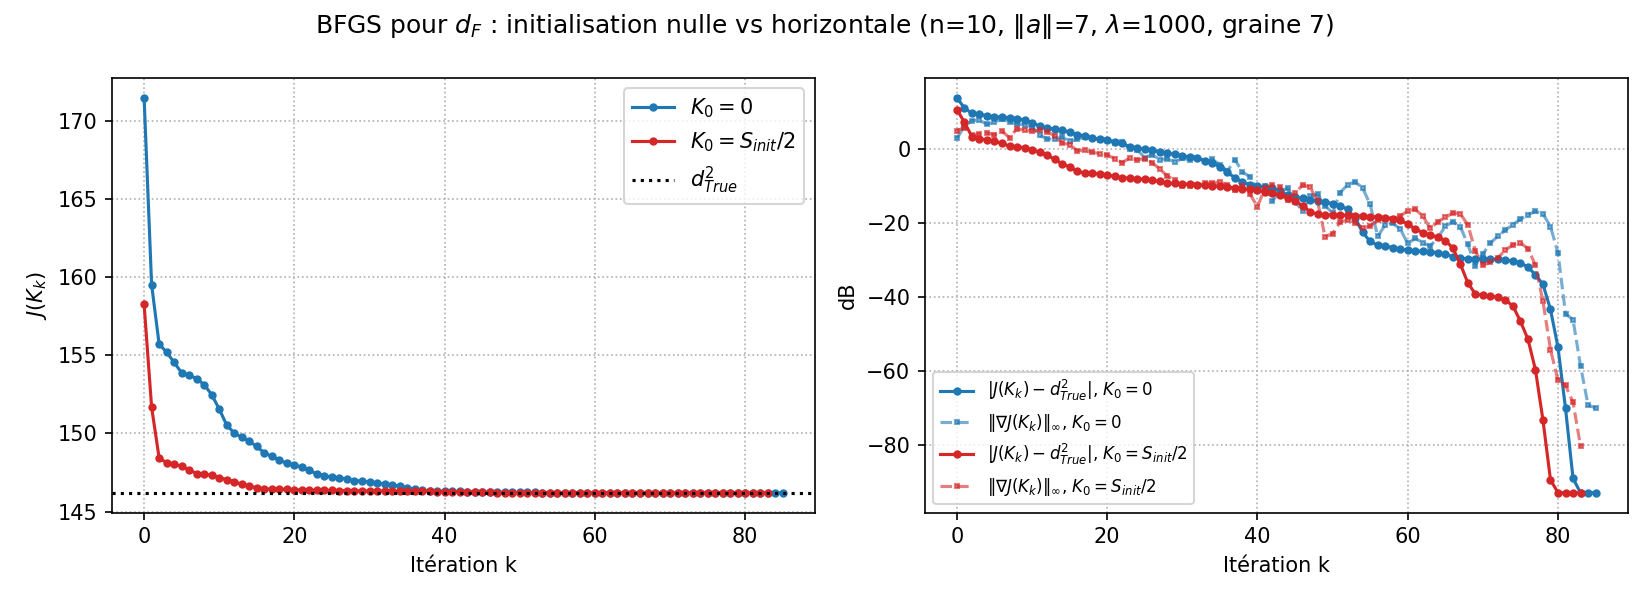 BFGS pour d_F : initialisation nulle vs horizontale (n=10, ‖a‖=7, λ=1000, graine 7)
J(K_k)
170
165
160
155
150
145
0 20 40 60 80
Itération k
K_0 = 0
K_0 = S_init/2
d²_True
dB
0
−20
−40
−60
−80
0 20 40 60 80
Itération k
|J(K_k) − d²_True|, K_0 = 0
‖∇J(K_k)‖_∞, K_0 = 0
|J(K_k) − d²_True|, K_0 = S_init/2
‖∇J(K_k)‖_∞, K_0 = S_init/2